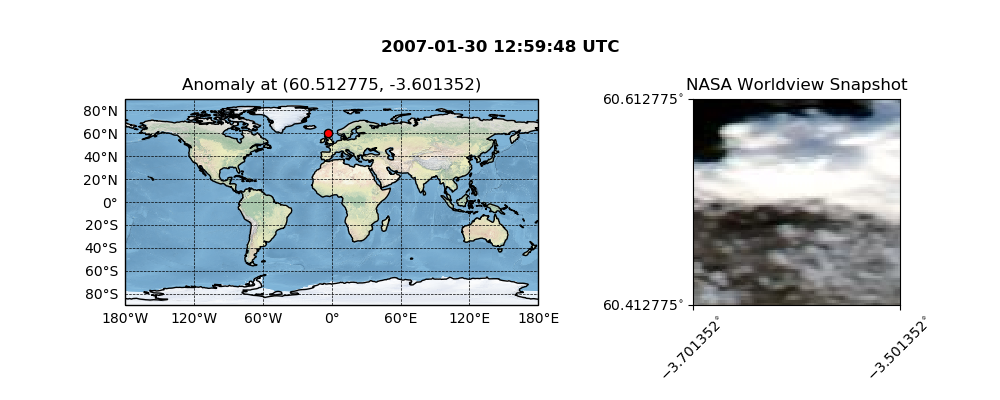 2007-01-30 12:59:48 UTC
Anomaly at (60.512775, -3.601352)
80°N
60°N
40°N
20°N
0°
20°S
40°S
60°S
80°S
180°W 120°W 60°W 0° 60°E 120°E 180°E
NASA Worldview Snapshot
60.612775°
60.412775°
−3.701352°
−3.501352°